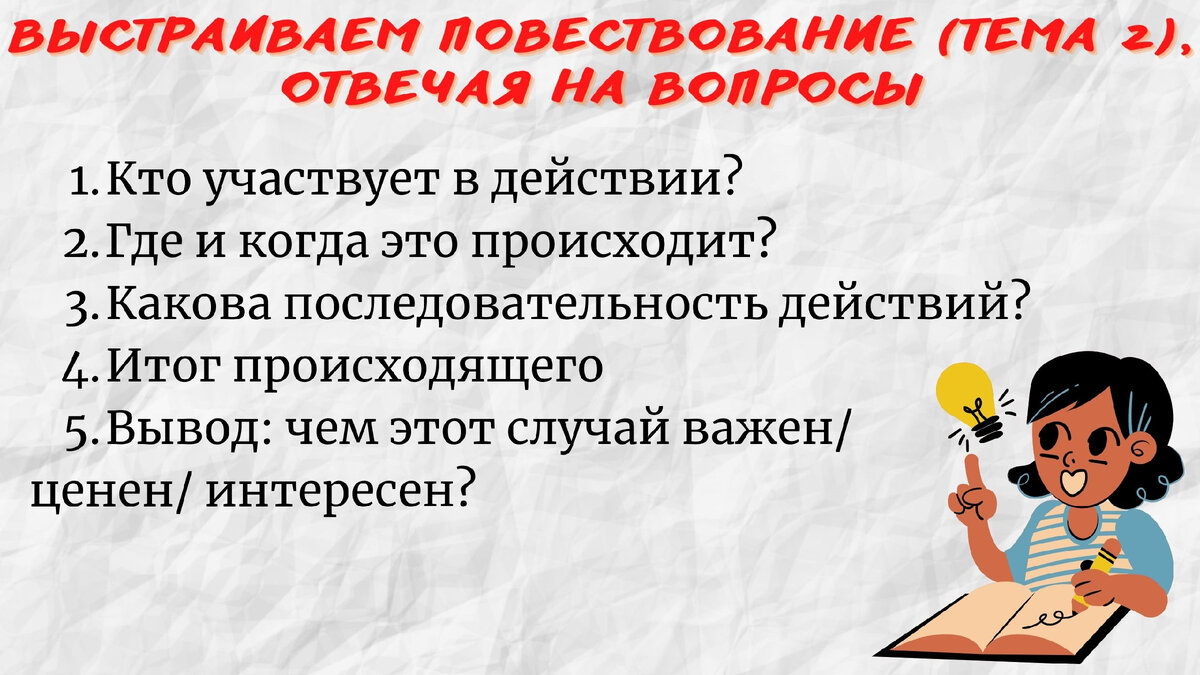 ВЫСТРАИВАЕМ ПОВЕСТВОВАНИЕ (ТЕМА 2),
ОТВЕЧАЯ НА ВОПРОСЫ
1. Кто участвует в действии?
2. Где и когда это происходит?
3. Какова последовательность действий?
4. Итог происходящего
5. Вывод: чем этот случай важен/
ценен/ интересен?